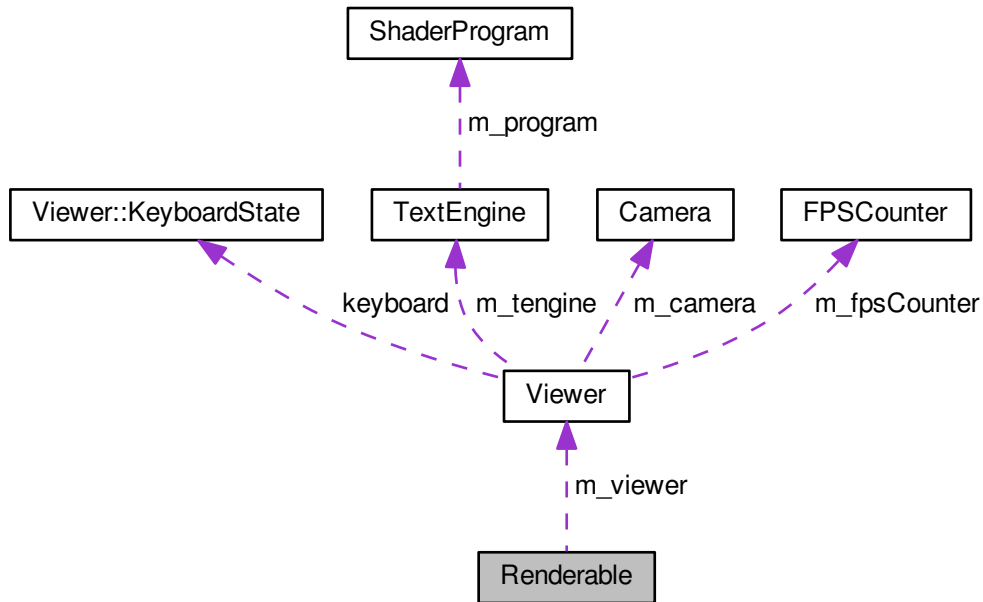 ShaderProgram
m_program
Viewer::KeyboardState
TextEngine
Camera
FPSCounter
keyboard
m_tengine
m_camera
m_fpsCounter
Viewer
m_viewer
Renderable